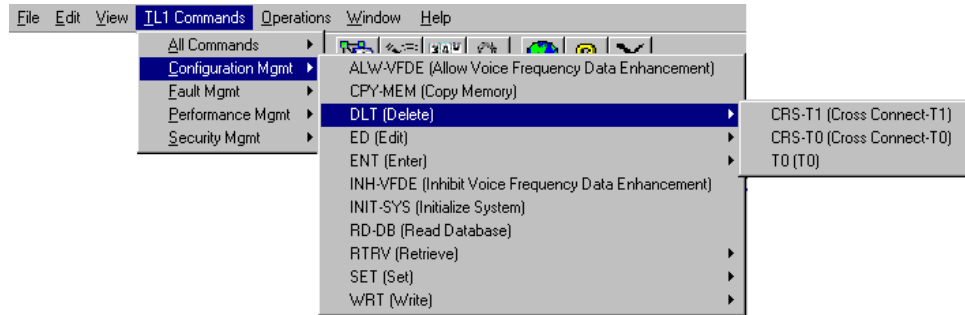 File Edit View TL1 Commands Operations Window Help
All Commands
Configuration Mgmt
Fault Mgmt
Performance Mgmt
Security Mgmt
ALW-VFDE (Allow Voice Frequency Data Enhancement)
CPY-MEM (Copy Memory)
DLT (Delete)
ED (Edit)
ENT (Enter)
INH-VFDE (Inhibit Voice Frequency Data Enhancement)
INIT-SYS (Initialize System)
RD-DB (Read Database)
RTRV (Retrieve)
SET (Set)
WRT (Write)
CRS-T1 (Cross Connect-T1)
CRS-T0 (Cross Connect-T0)
T0 (T0)